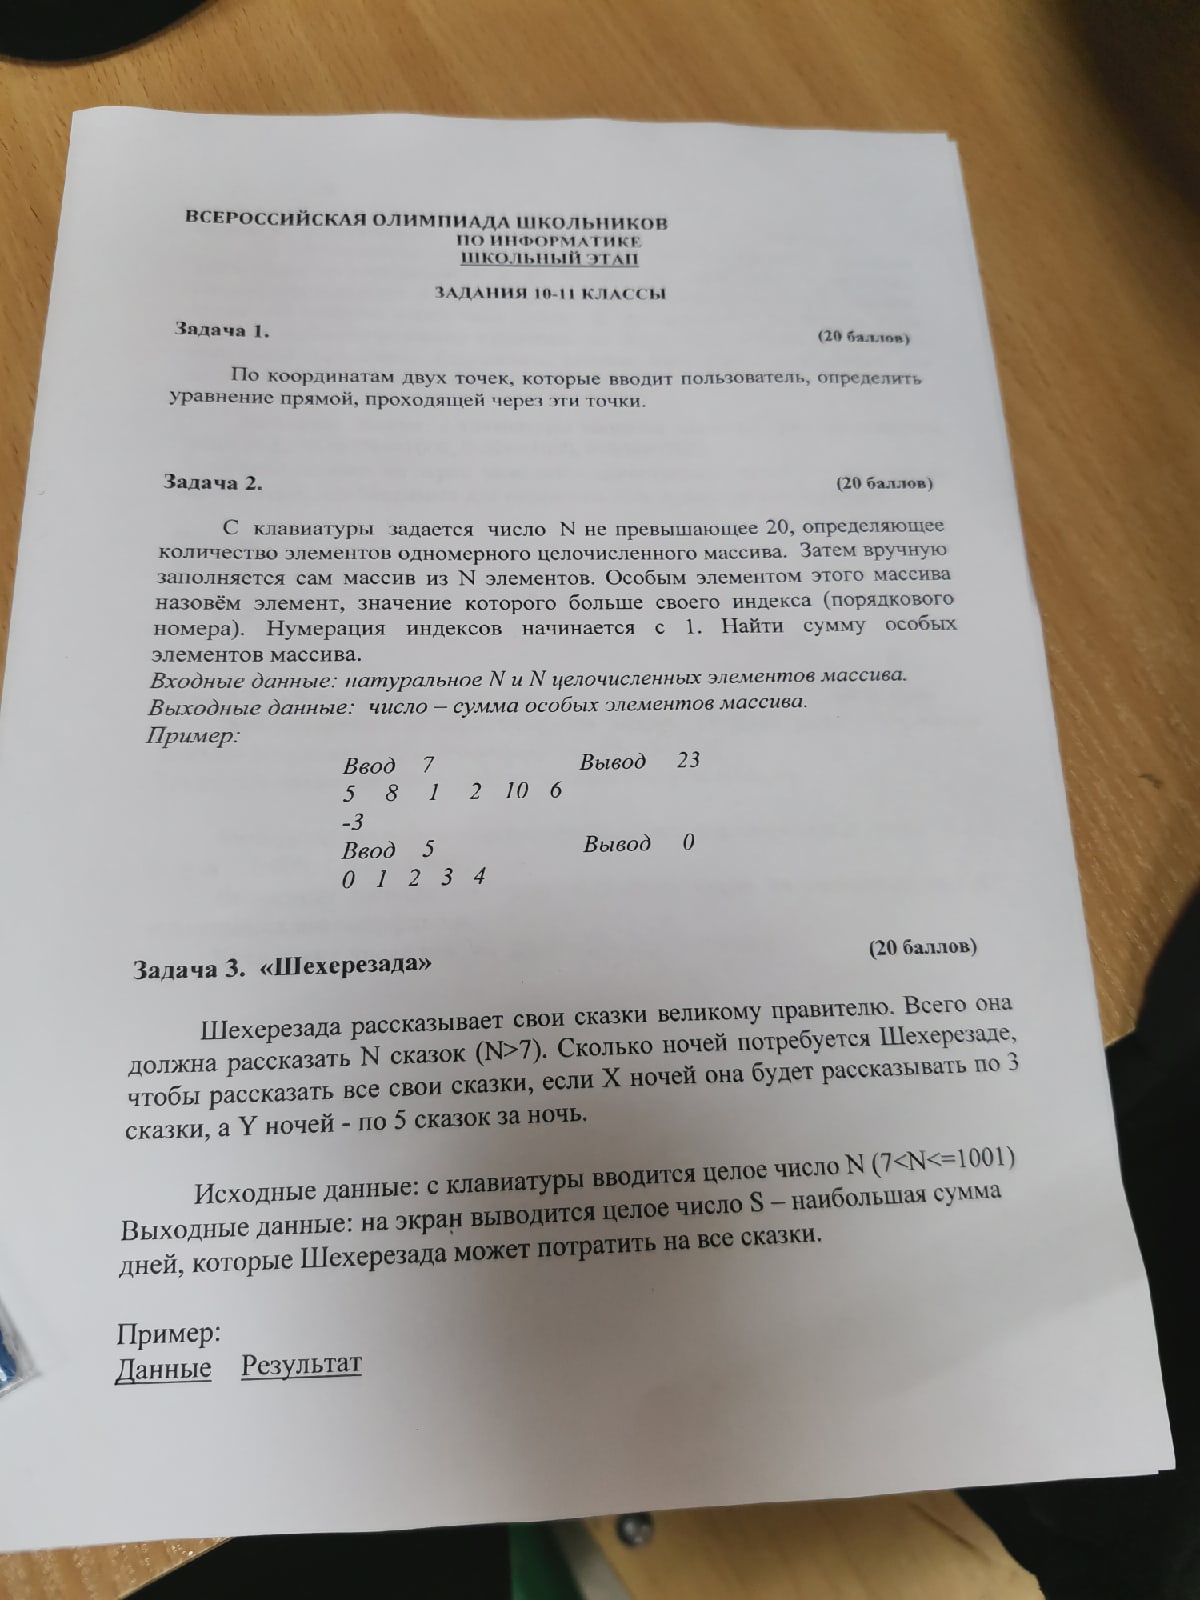 ВСЕРОССИЙСКАЯ ОЛИМПИАДА ШКОЛЬНИКОВ
ПО ИНФОРМАТИКЕ
ШКОЛЬНЫЙ ЭТАП
ЗАДАНИЯ 10-11 КЛАССЫ
Задача 1. (20 баллов)
По координатам двух точек, которые вводит пользователь, определить
уравнение прямой, проходящей через эти точки.
Задача 2. (20 баллов)
С клавиатуры задается число N не превышающее 20, определяющее
количество элементов одномерного целочисленного массива. Затем вручную
заполняется сам массив из N элементов. Особым элементом этого массива
назовём элемент, значение которого больше своего индекса (порядкового
номера). Нумерация индексов начинается с 1. Найти сумму особых
элементов массива.
Входные данные: натуральное N и N целочисленных элементов массива.
Выходные данные: число – сумма особых элементов массива.
Пример:
Ввод 7 Вывод 23
5 8 1 2 10 6
-3
Ввод 5 Вывод 0
0 1 2 3 4
Задача 3. «Шехерезада» (20 баллов)
Шехерезада рассказывает свои сказки великому правителю. Всего она
должна рассказать N сказок (N>7). Сколько ночей потребуется Шехерезаде,
чтобы рассказать все свои сказки, если X ночей она будет рассказывать по 3
сказки, а Y ночей - по 5 сказок за ночь.
Исходные данные: с клавиатуры вводится целое число N (7<N<=1001)
Выходные данные: на экран выводится целое число S – наибольшая сумма
дней, которые Шехерезада может потратить на все сказки.
Пример:
Данные Результат